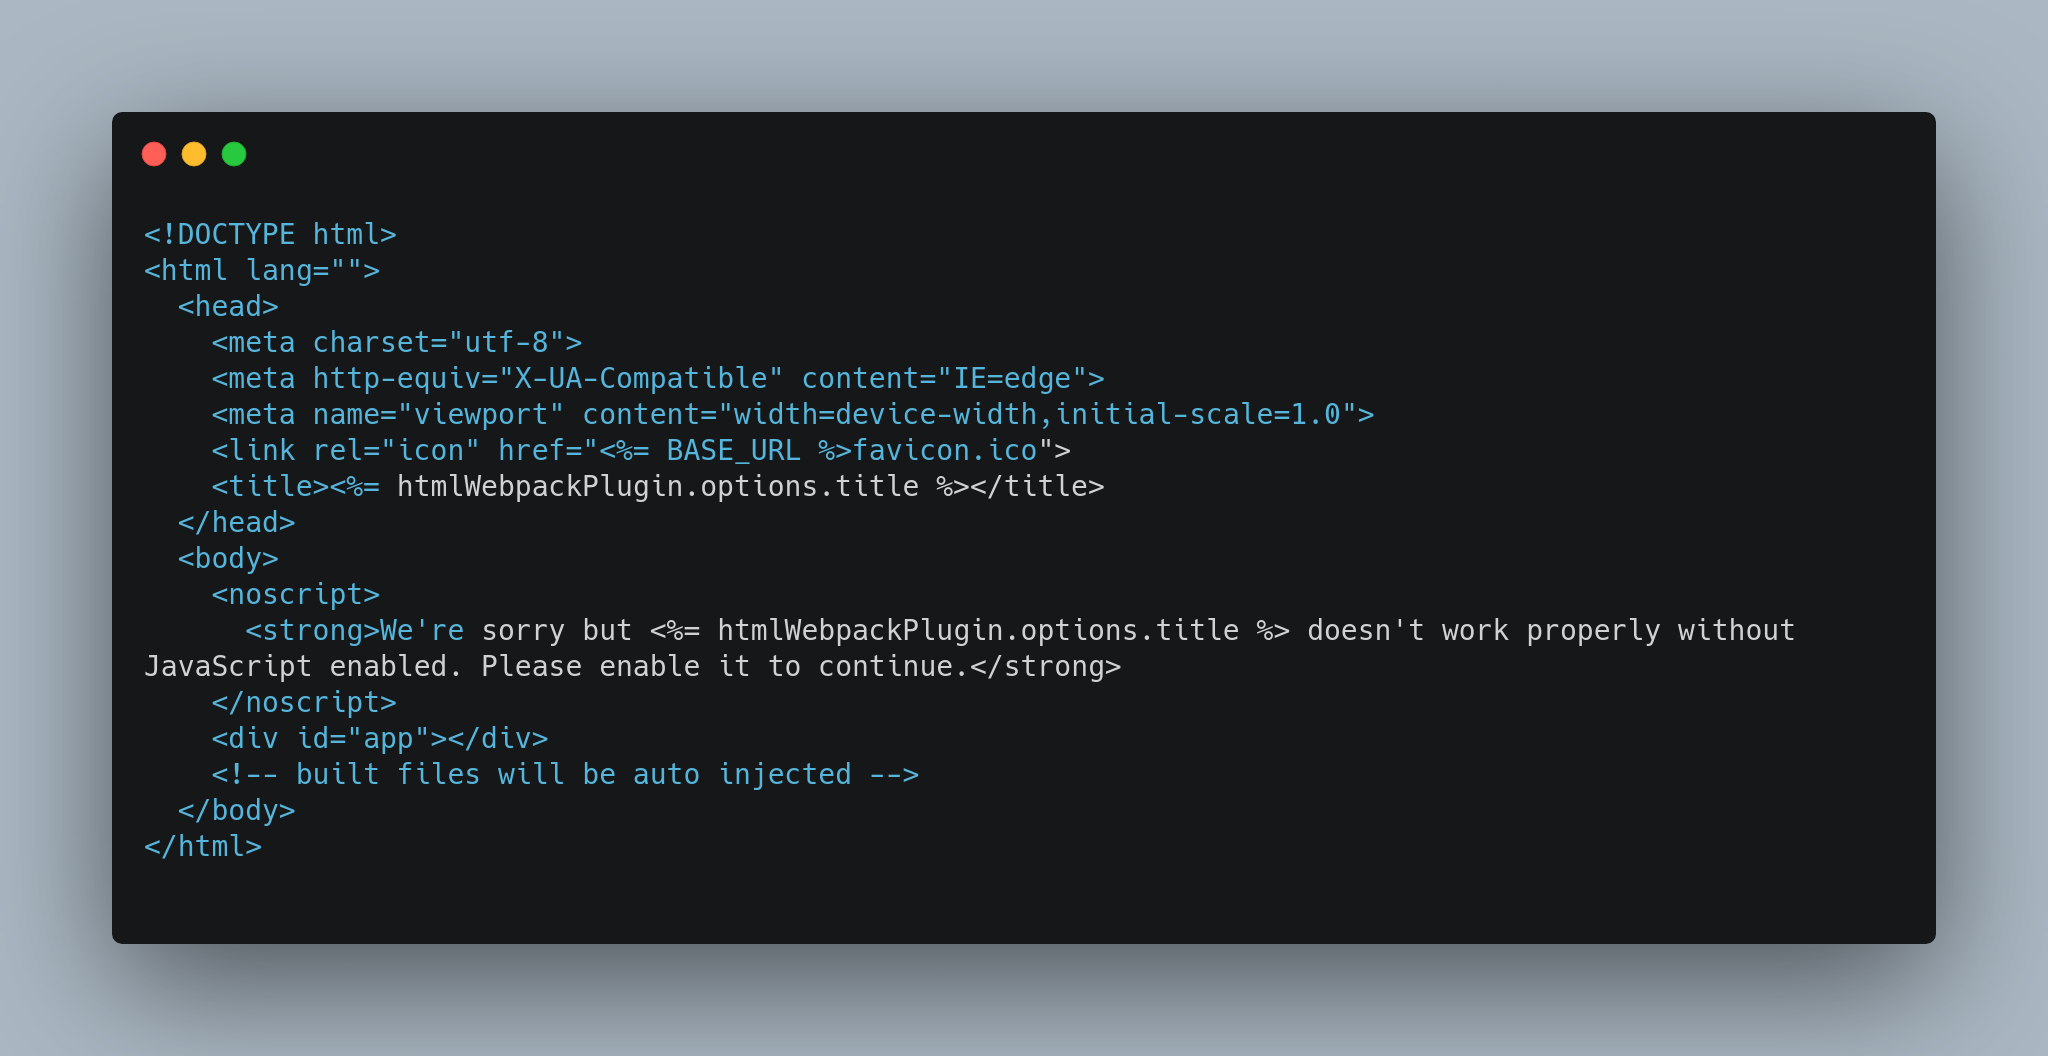 <!DOCTYPE html>
<html lang="">
  <head>
    <meta charset="utf-8">
    <meta http-equiv="X-UA-Compatible" content="IE=edge">
    <meta name="viewport" content="width=device-width,initial-scale=1.0">
    <link rel="icon" href="<%= BASE_URL %>favicon.ico">
    <title><%= htmlWebpackPlugin.options.title %></title>
  </head>
  <body>
    <noscript>
      <strong>We're sorry but <%= htmlWebpackPlugin.options.title %> doesn't work properly without
JavaScript enabled. Please enable it to continue.</strong>
    </noscript>
    <div id="app"></div>
    <!-- built files will be auto injected -->
  </body>
</html>